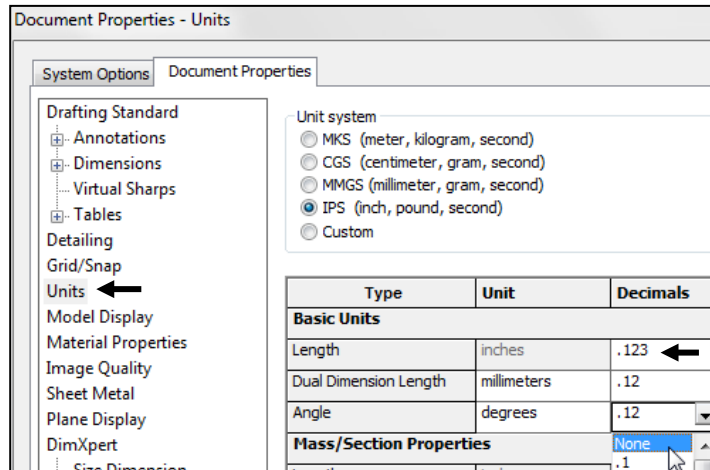 Document Properties - Units
System Options Document Properties
Drafting Standard
Annotations
Dimensions
Virtual Sharps
Tables
Detailing
Grid/Snap
Units
Model Display
Material Properties
Image Quality
Sheet Metal
Plane Display
DimXpert
Size Dimension
Unit system
MKS (meter, kilogram, second)
CGS (centimeter, gram, second)
MMGS (millimeter, gram, second)
IPS (inch, pound, second)
Custom
Type Unit Decimals
Basic Units
Length inches .123
Dual Dimension Length millimeters .12
Angle degrees .12
Mass/Section Properties None
.1